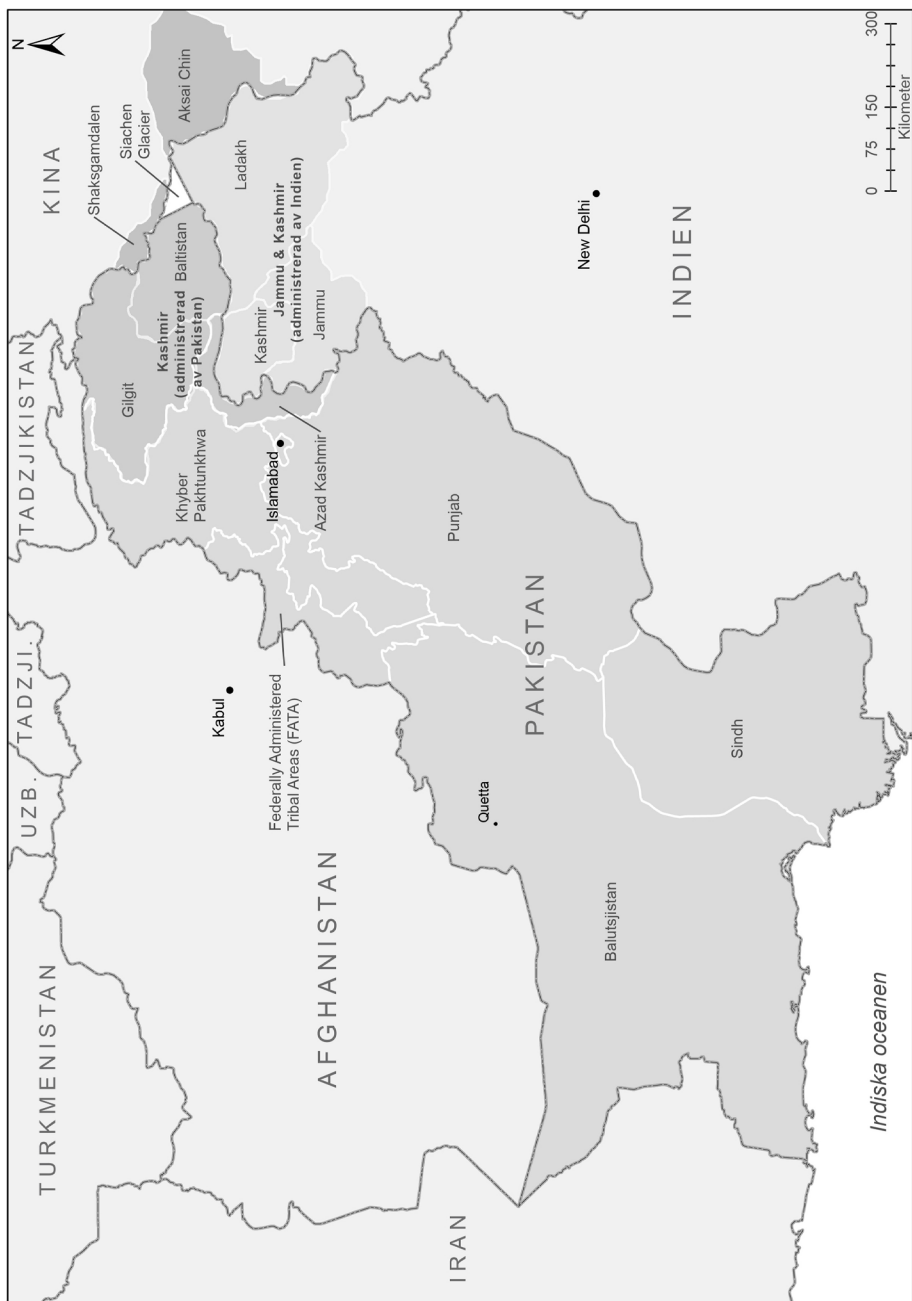 N
TURKMENISTAN
UZB.
TADZJI.
TADZJIKISTAN
KINA
Shaksgamdalen
Siachen
Glacier
Aksai Chin
Gilgit
Baltistan
Kashmir
(administrerad
av Pakistan)
Ladakh
Khyber
Pakhtunkhwa
Kashmir
Jammu & Kashmir
(administrerad av Indien)
Jammu
Kabul
Islamabad
Azad Kashmir
Federally Administered
Tribal Areas (FATA)
AFGHANISTAN
Punjab
New Delhi
Quetta
PAKISTAN
INDIEN
IRAN
Balutsjistan
Sindh
Indiska oceanen
0 75 150 300
Kilometer